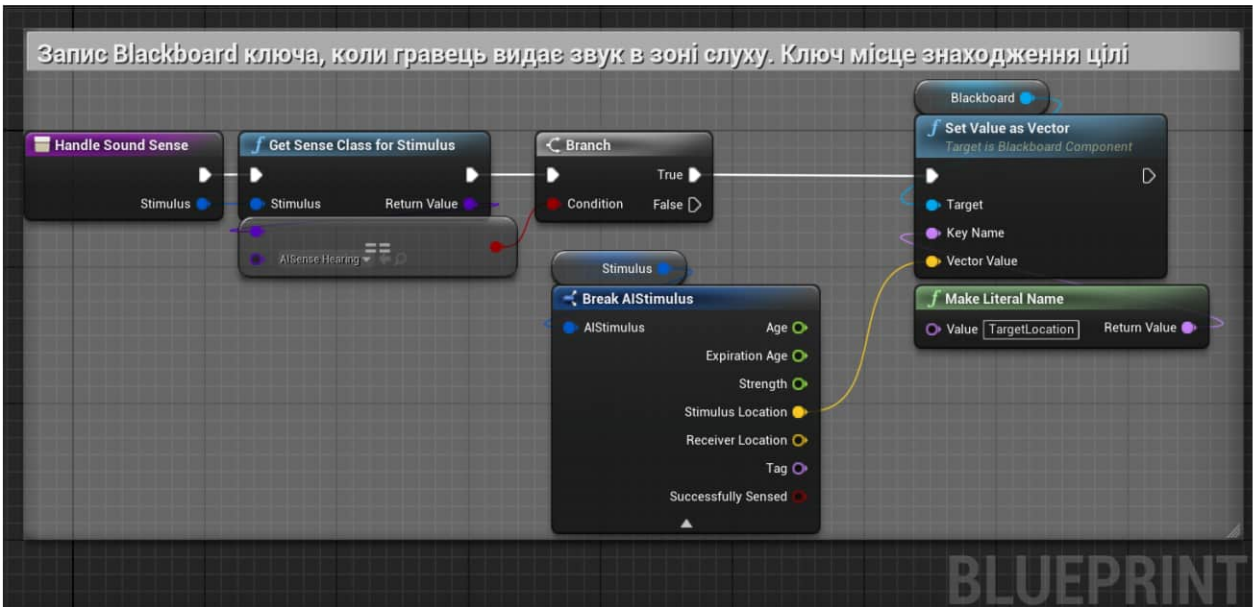 Запис Blackboard ключа, коли гравець видає звук в зоні слуху. Ключ місце знаходження цілі
Blackboard
Handle Sound Sense
Stimulus
Get Sense Class for Stimulus
Stimulus Return Value
==
AISense Hearing
Branch
True
Condition False
Set Value as Vector
Target is Blackboard Component
Target
Key Name
Vector Value
Stimulus
Break AIStimulus
AIStimulus Age
Expiration Age
Strength
Stimulus Location
Receiver Location
Tag
Successfully Sensed
Make Literal Name
Value TargetLocation Return Value
BLUEPRINT